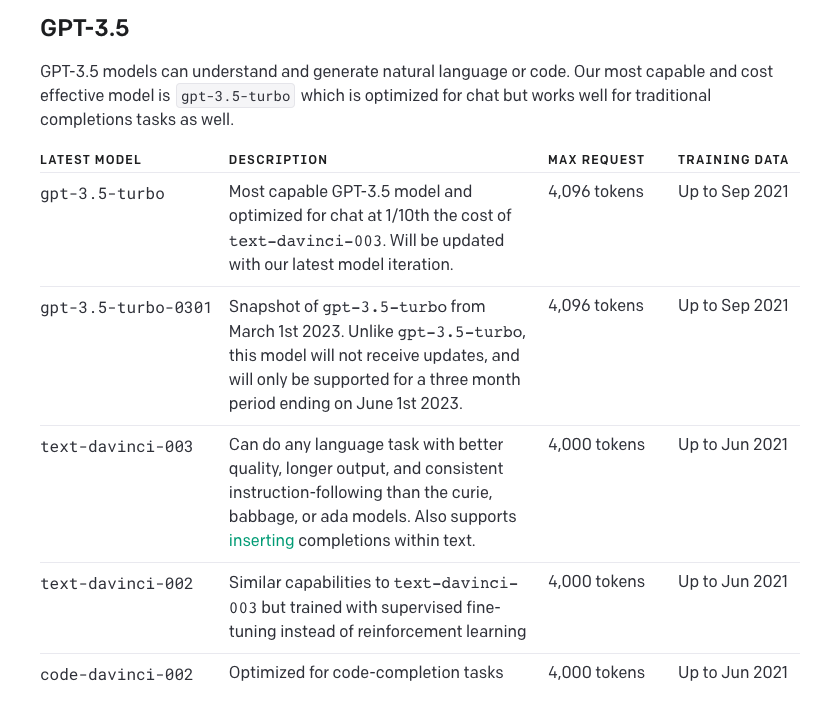 GPT-3.5
GPT-3.5 models can understand and generate natural language or code. Our most capable and cost
effective model is gpt-3.5-turbo which is optimized for chat but works well for traditional
completions tasks as well.
LATEST MODEL DESCRIPTION MAX REQUEST TRAINING DATA
gpt-3.5-turbo Most capable GPT-3.5 model and 4,096 tokens Up to Sep 2021
optimized for chat at 1/10th the cost of
text-davinci-003. Will be updated
with our latest model iteration.
gpt-3.5-turbo-0301 Snapshot of gpt-3.5-turbo from 4,096 tokens Up to Sep 2021
March 1st 2023. Unlike gpt-3.5-turbo,
this model will not receive updates, and
will only be supported for a three month
period ending on June 1st 2023.
text-davinci-003 Can do any language task with better 4,000 tokens Up to Jun 2021
quality, longer output, and consistent
instruction-following than the curie,
babbage, or ada models. Also supports
inserting completions within text.
text-davinci-002 Similar capabilities to text-davinci- 4,000 tokens Up to Jun 2021
003 but trained with supervised fine-
tuning instead of reinforcement learning
code-davinci-002 Optimized for code-completion tasks 4,000 tokens Up to Jun 2021